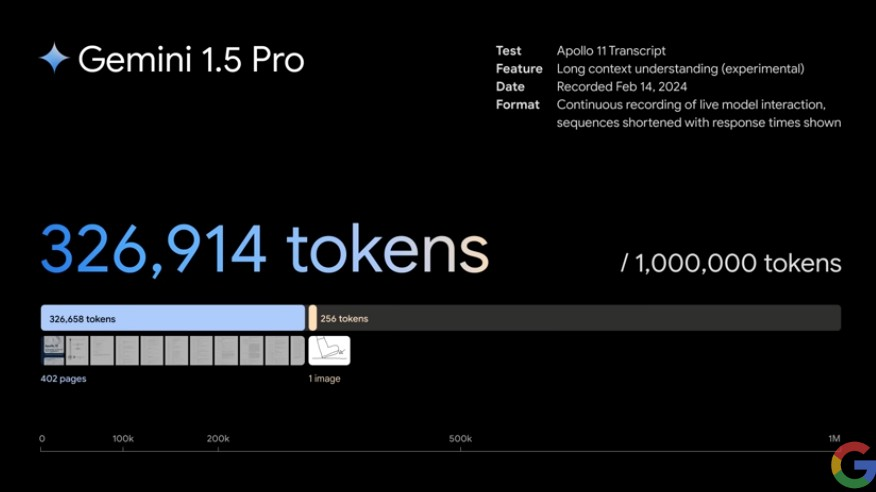 Gemini 1.5 Pro
Test Apollo 11 Transcript
Feature Long context understanding (experimental)
Date Recorded Feb 14, 2024
Format Continuous recording of live model interaction,
sequences shortened with response times shown
326,914 tokens
/ 1,000,000 tokens
326,658 tokens
256 tokens
402 pages
1 image
0 100k 200k 500k 1M